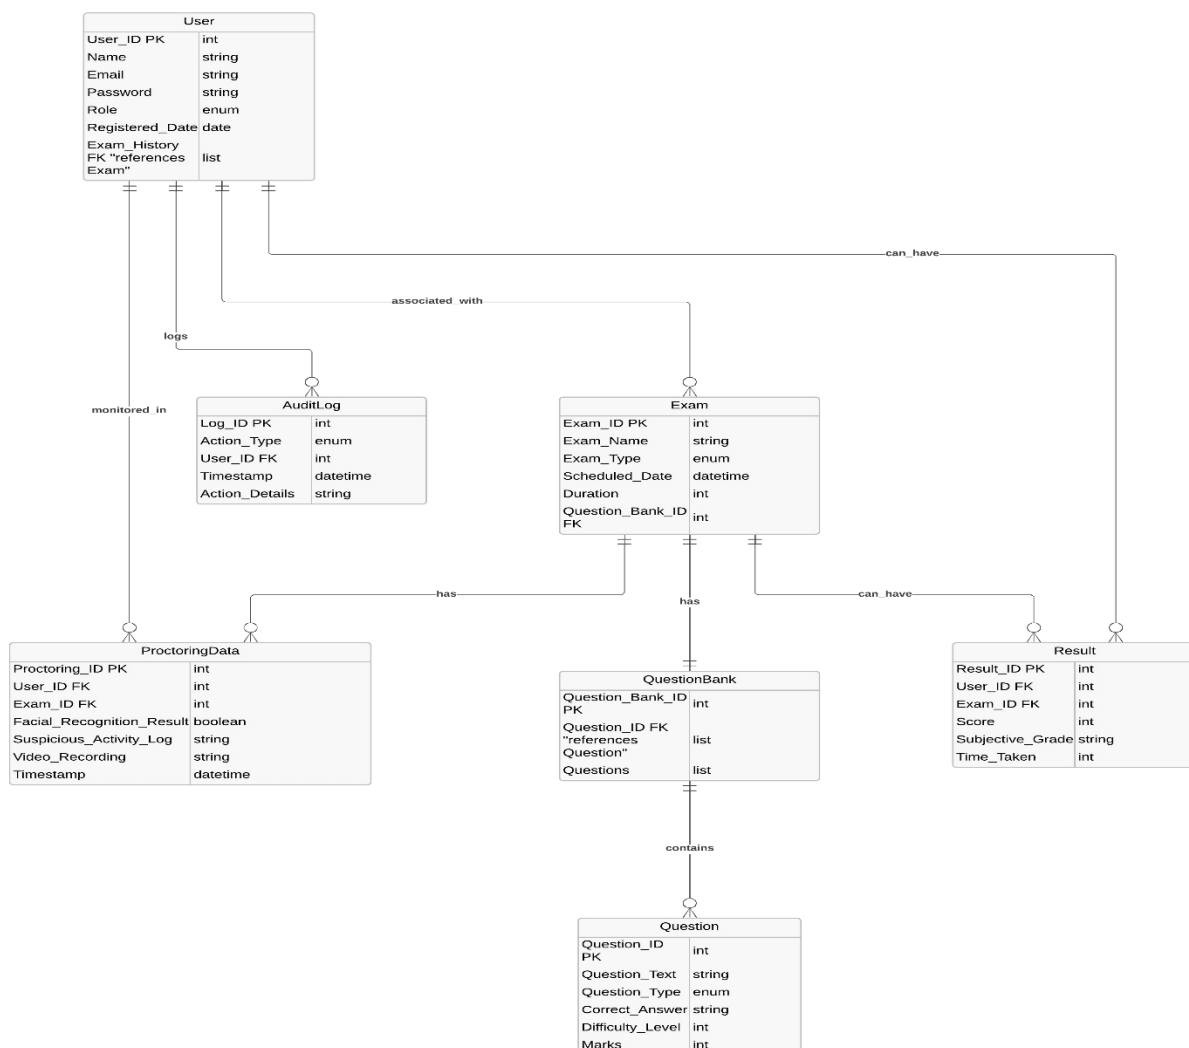 User
User_ID PK int
Name string
Email string
Password string
Role enum
Registered_Date date
Exam_History
FK "references list
Exam"
can_have
associated_with
logs
monitored_in
AuditLog
Log_ID PK int
Action_Type enum
User_ID FK int
Timestamp datetime
Action_Details string
Exam
Exam_ID PK int
Exam_Name string
Exam_Type enum
Scheduled_Date datetime
Duration int
Question_Bank_ID
FK int
has
has
can_have
ProctoringData
Proctoring_ID PK int
User_ID FK int
Exam_ID FK int
Facial_Recognition_Result boolean
Suspicious_Activity_Log string
Video_Recording string
Timestamp datetime
QuestionBank
Question_Bank_ID
PK int
Question_ID FK
"references list
Question"
Questions list
Result
Result_ID PK int
User_ID FK int
Exam_ID FK int
Score int
Subjective_Grade string
Time_Taken int
contains
Question
Question_ID
PK int
Question_Text string
Question_Type enum
Correct_Answer string
Difficulty_Level int
Marks int